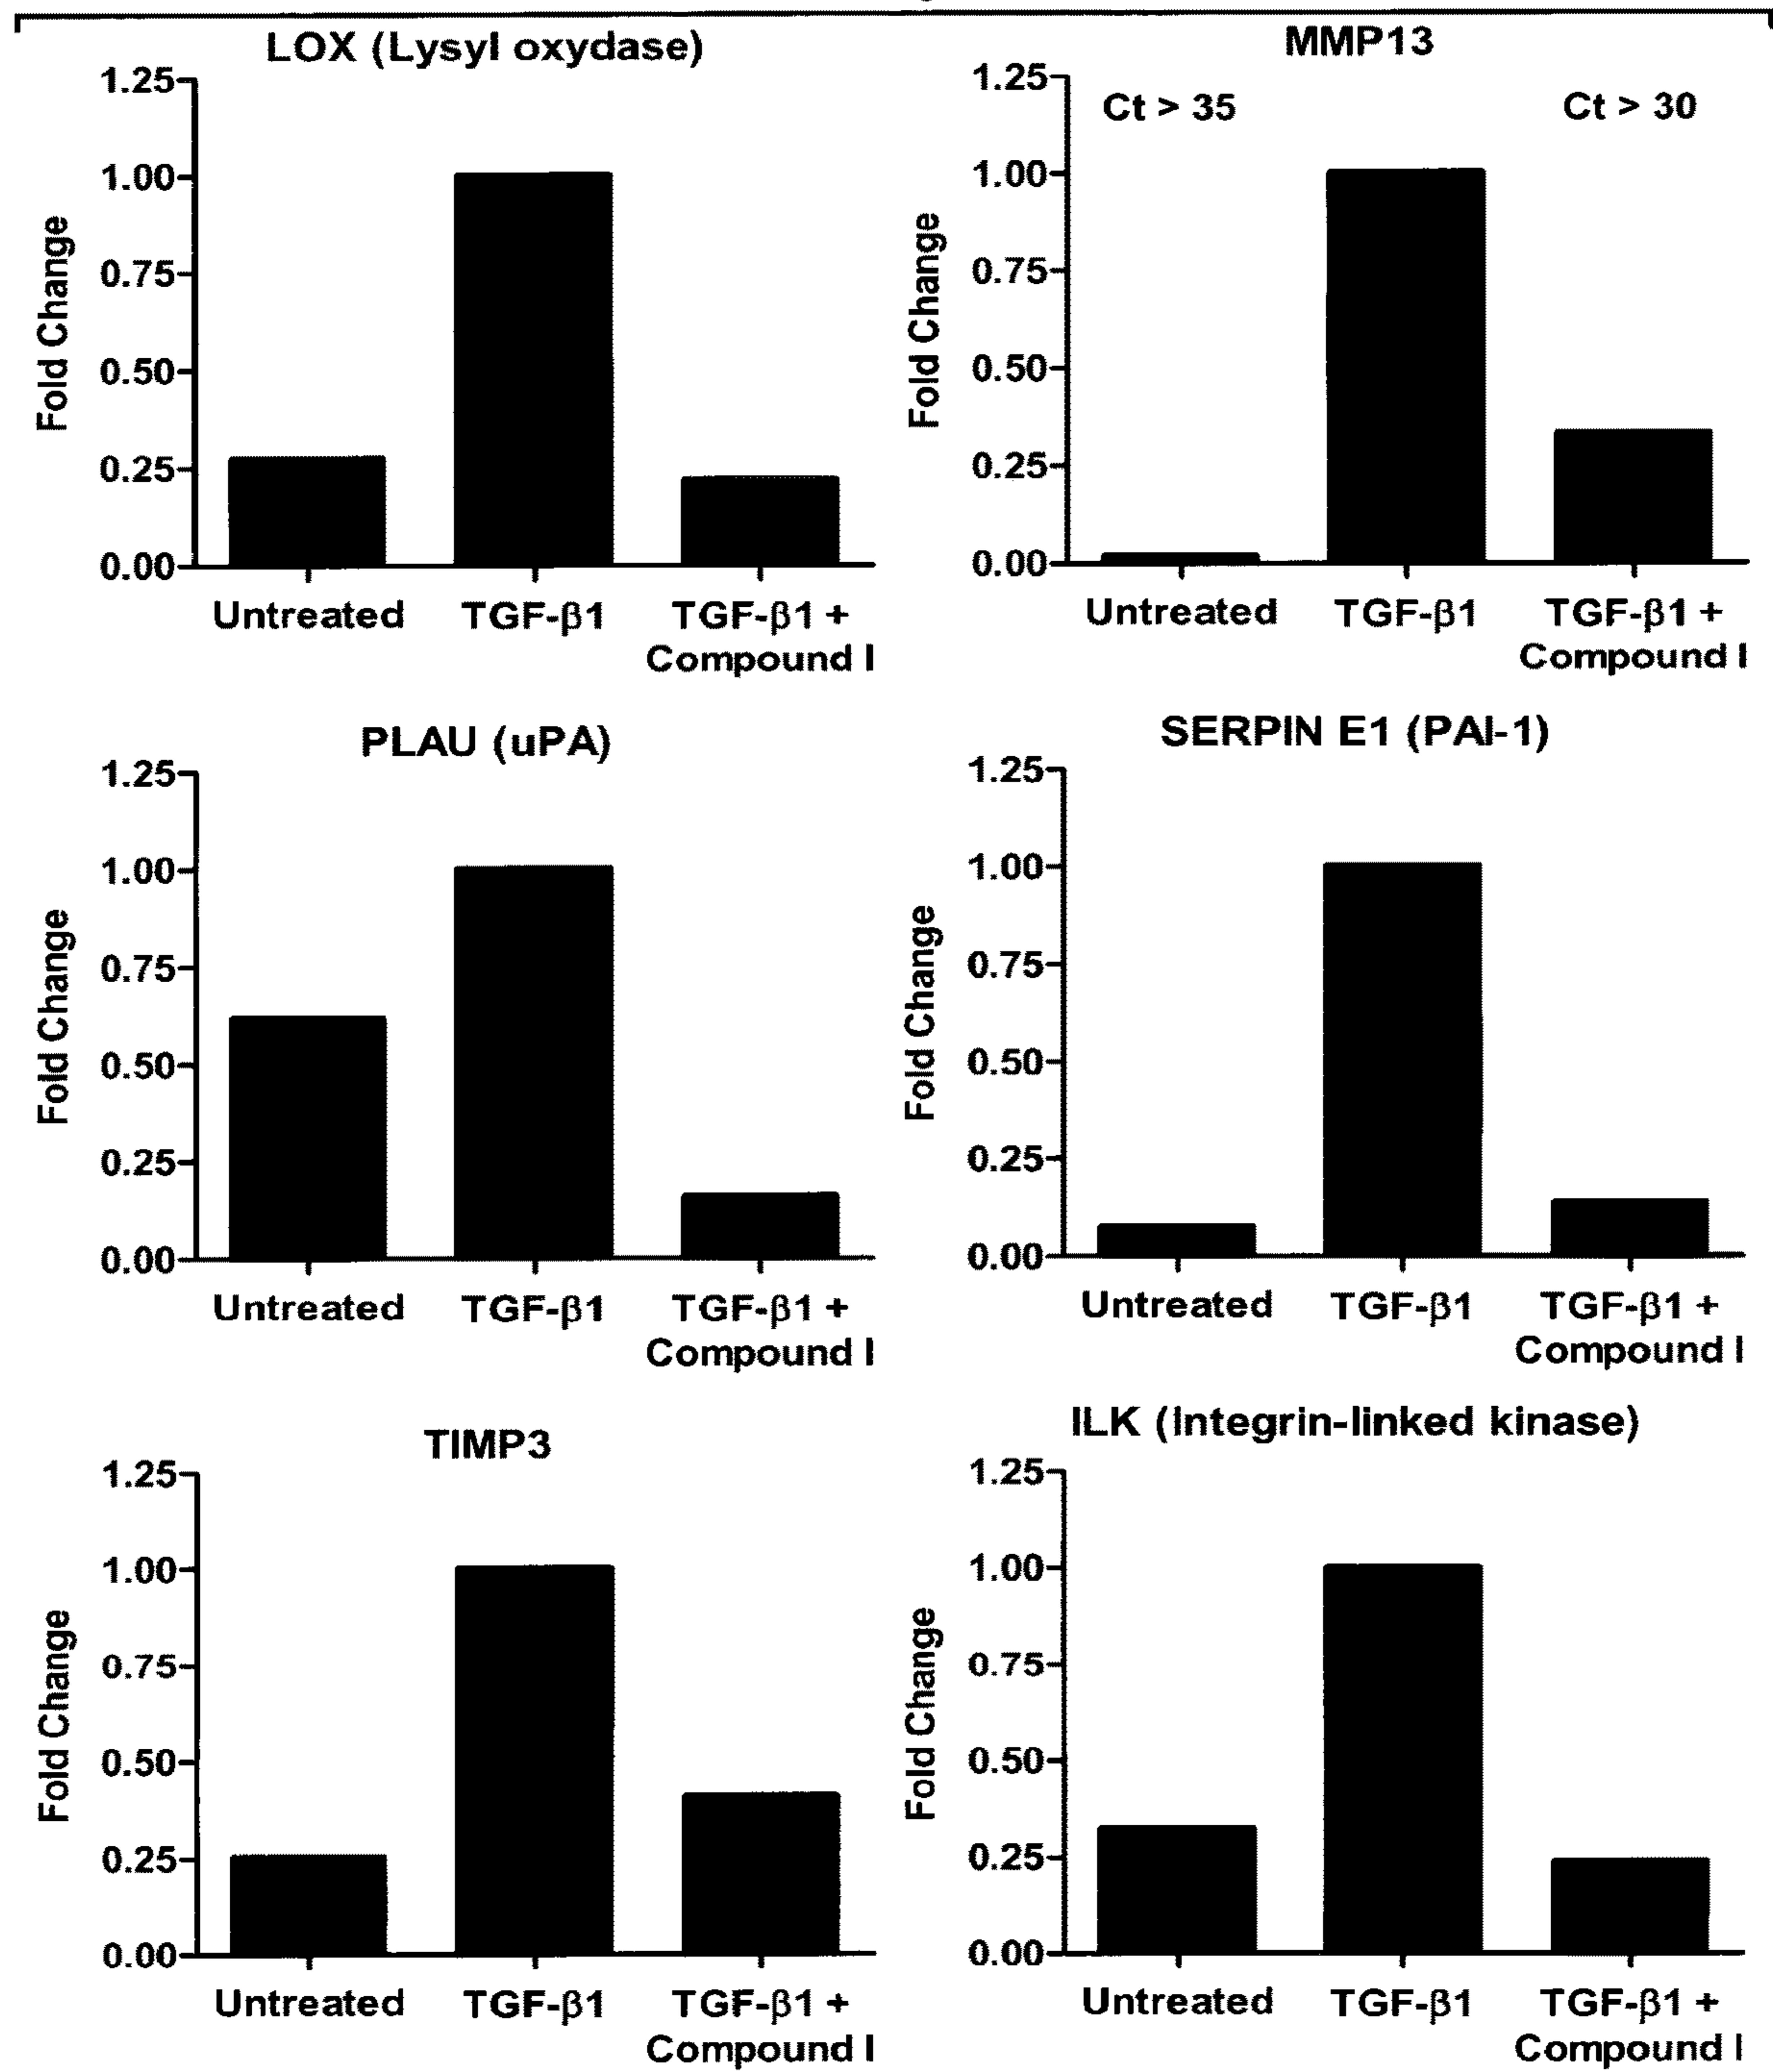 LOX (Lysyl oxydase)
Fold Change
1.25
1.00
0.75
0.50
0.25
0.00
Untreated
TGF-β1
TGF-β1 +
Compound I
MMP13
Ct > 35
Ct > 30
Fold Change
1.25
1.00
0.75
0.50
0.25
0.00
Untreated
TGF-β1
TGF-β1 +
Compound I
PLAU (uPA)
Fold Change
1.25
1.00
0.75
0.50
0.25
0.00
Untreated
TGF-β1
TGF-β1 +
Compound I
SERPIN E1 (PAI-1)
Fold Change
1.25
1.00
0.75
0.50
0.25
0.00
Untreated
TGF-β1
TGF-β1 +
Compound I
TIMP3
Fold Change
1.25
1.00
0.75
0.50
0.25
0.00
Untreated
TGF-β1
TGF-β1 +
Compound I
ILK (Integrin-linked kinase)
Fold Change
1.25
1.00
0.75
0.50
0.25
0.00
Untreated
TGF-β1
TGF-β1 +
Compound I